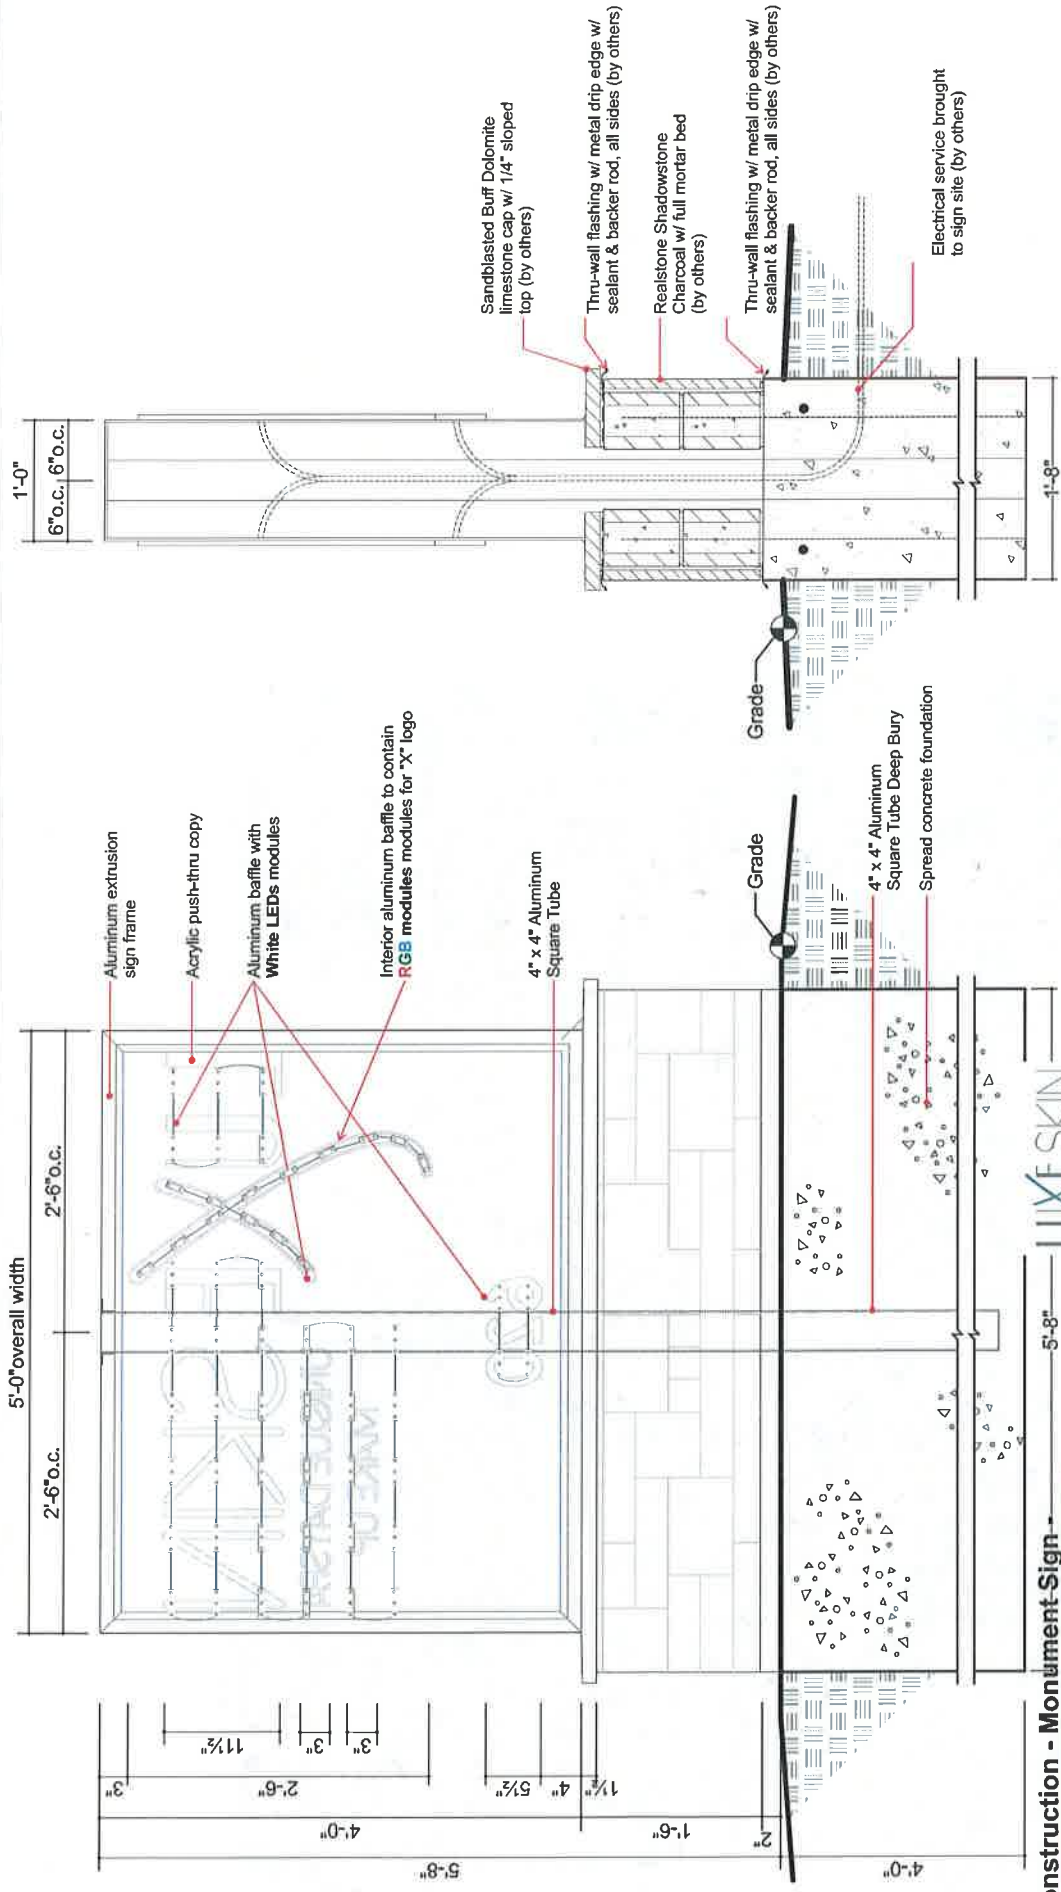 1'-0"
6"o.c.
6"o.c.
Sandblasted Buff Dolomite
limestone cap w/ 1/4" sloped
top (by others)
Thru-wall flashing w/ metal drip edge w/
sealant & backer rod, all sides (by others)
Realstone Shadowstone
Charcoal w/ full mortar bed
(by others)
Thru-wall flashing w/ metal drip edge w/
sealant & backer rod, all sides (by others)
Electrical service brought
to sign site (by others)
Grade
1'-8"
5'-0"overall width
2'-6"o.c.
2'-6"o.c.
Aluminum extrusion
sign frame
Acrylic push-thru copy
Aluminum baffle with
White LEDs modules
Interior aluminum baffle to contain
RGB modules modules for "X" logo
4" x 4" Aluminum
Square Tube
Grade
4" x 4" Aluminum
Square Tube Deep Bury
Spread concrete foundation
SKIN
MAKE UP
3"
11½"
2'-6"
3"
3"
5½"
4"
1½"
4'-0"
1'-6"
2"
5'-8"
4'-0"
5'-8"
LUXE SKIN
onstruction - Monument Sign -